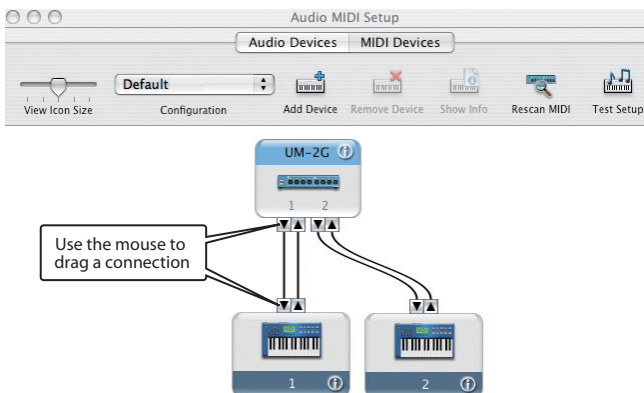 Audio MIDI Setup
Audio Devices MIDI Devices
Default
View Icon Size Configuration Add Device Remove Device Show Info Rescan MIDI Test Setup
UM-2G
1 2
Use the mouse to
drag a connection
1 2